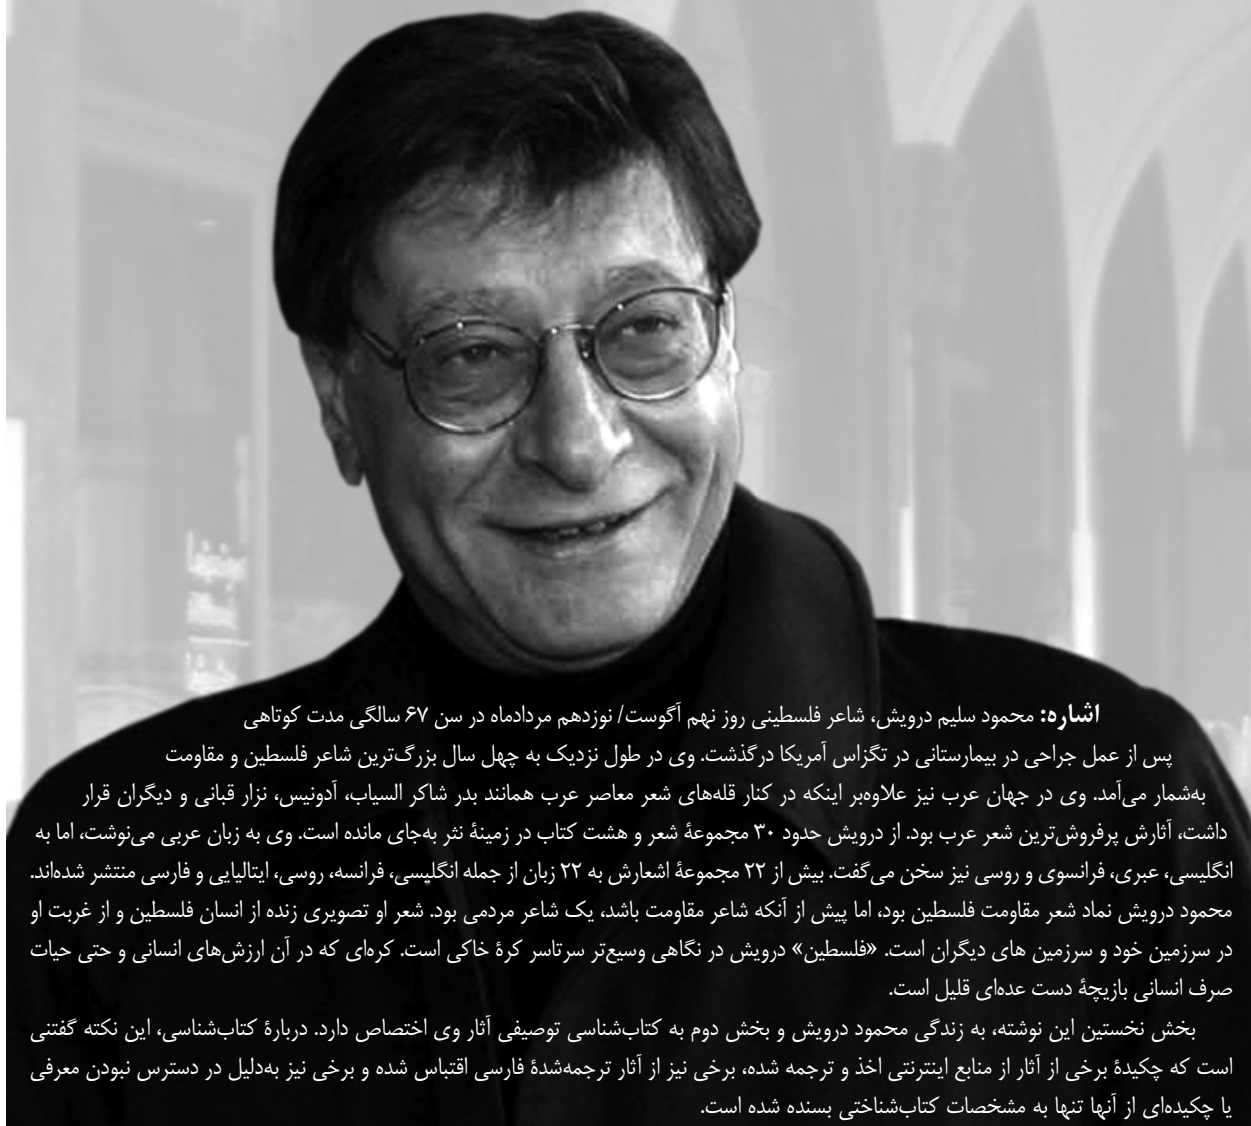 اشاره: محمود سلیم درویش، شاعر فلسطینی روز نهم آگوست/ نوزدهم مردادماه در سن ۶۷ سالگی مدت کوتاهی
پس از عمل جراحی در بیمارستانی در تگزاس آمریکا درگذشت. وی در طول نزدیک به چهل سال بزرگ‌ترین شاعر فلسطین و مقاومت
به‌شمار می‌آمد. وی در جهان عرب نیز علاوه‌بر اینکه در کنار قله‌های شعر معاصر عرب همانند بدر شاکر السیاب، آدونیس، نزار قبانی و دیگران قرار
داشت، آثارش پرفروش‌ترین شعر عرب بود. از درویش حدود ۳۰ مجموعهٔ شعر و هشت کتاب در زمینهٔ نثر به‌جای مانده است. وی به زبان عربی می‌نوشت، اما به
انگلیسی، عبری، فرانسوی و روسی نیز سخن می‌گفت. بیش از ۲۲ مجموعهٔ اشعارش به ۲۲ زبان از جمله انگلیسی، فرانسه، روسی، ایتالیایی و فارسی منتشر شده‌اند.
محمود درویش نماد شعر مقاومت فلسطین بود، اما پیش از آنکه شاعر مقاومت باشد، یک شاعر مردمی بود. شعر او تصویری زنده از انسان فلسطین و از غربت او
در سرزمین خود و سرزمین های دیگران است. «فلسطین» درویش در نگاهی وسیع‌تر سرتاسر کرهٔ خاکی است. کره‌ای که در آن ارزش‌های انسانی و حتی حیات
صرف انسانی بازیچهٔ دست عده‌ای قلیل است.
بخش نخستین این نوشته، به زندگی محمود درویش و بخش دوم به کتاب‌شناسی توصیفی آثار وی اختصاص دارد. دربارهٔ کتاب‌شناسی، این نکته گفتنی
است که چکیدهٔ برخی از آثار از منابع اینترنتی اخذ و ترجمه شده، برخی نیز از آثار ترجمه‌شدهٔ فارسی اقتباس شده و برخی نیز به‌دلیل در دسترس نبودن معرفی
یا چکیده‌ای از آنها تنها به مشخصات کتاب‌شناختی بسنده شده است.